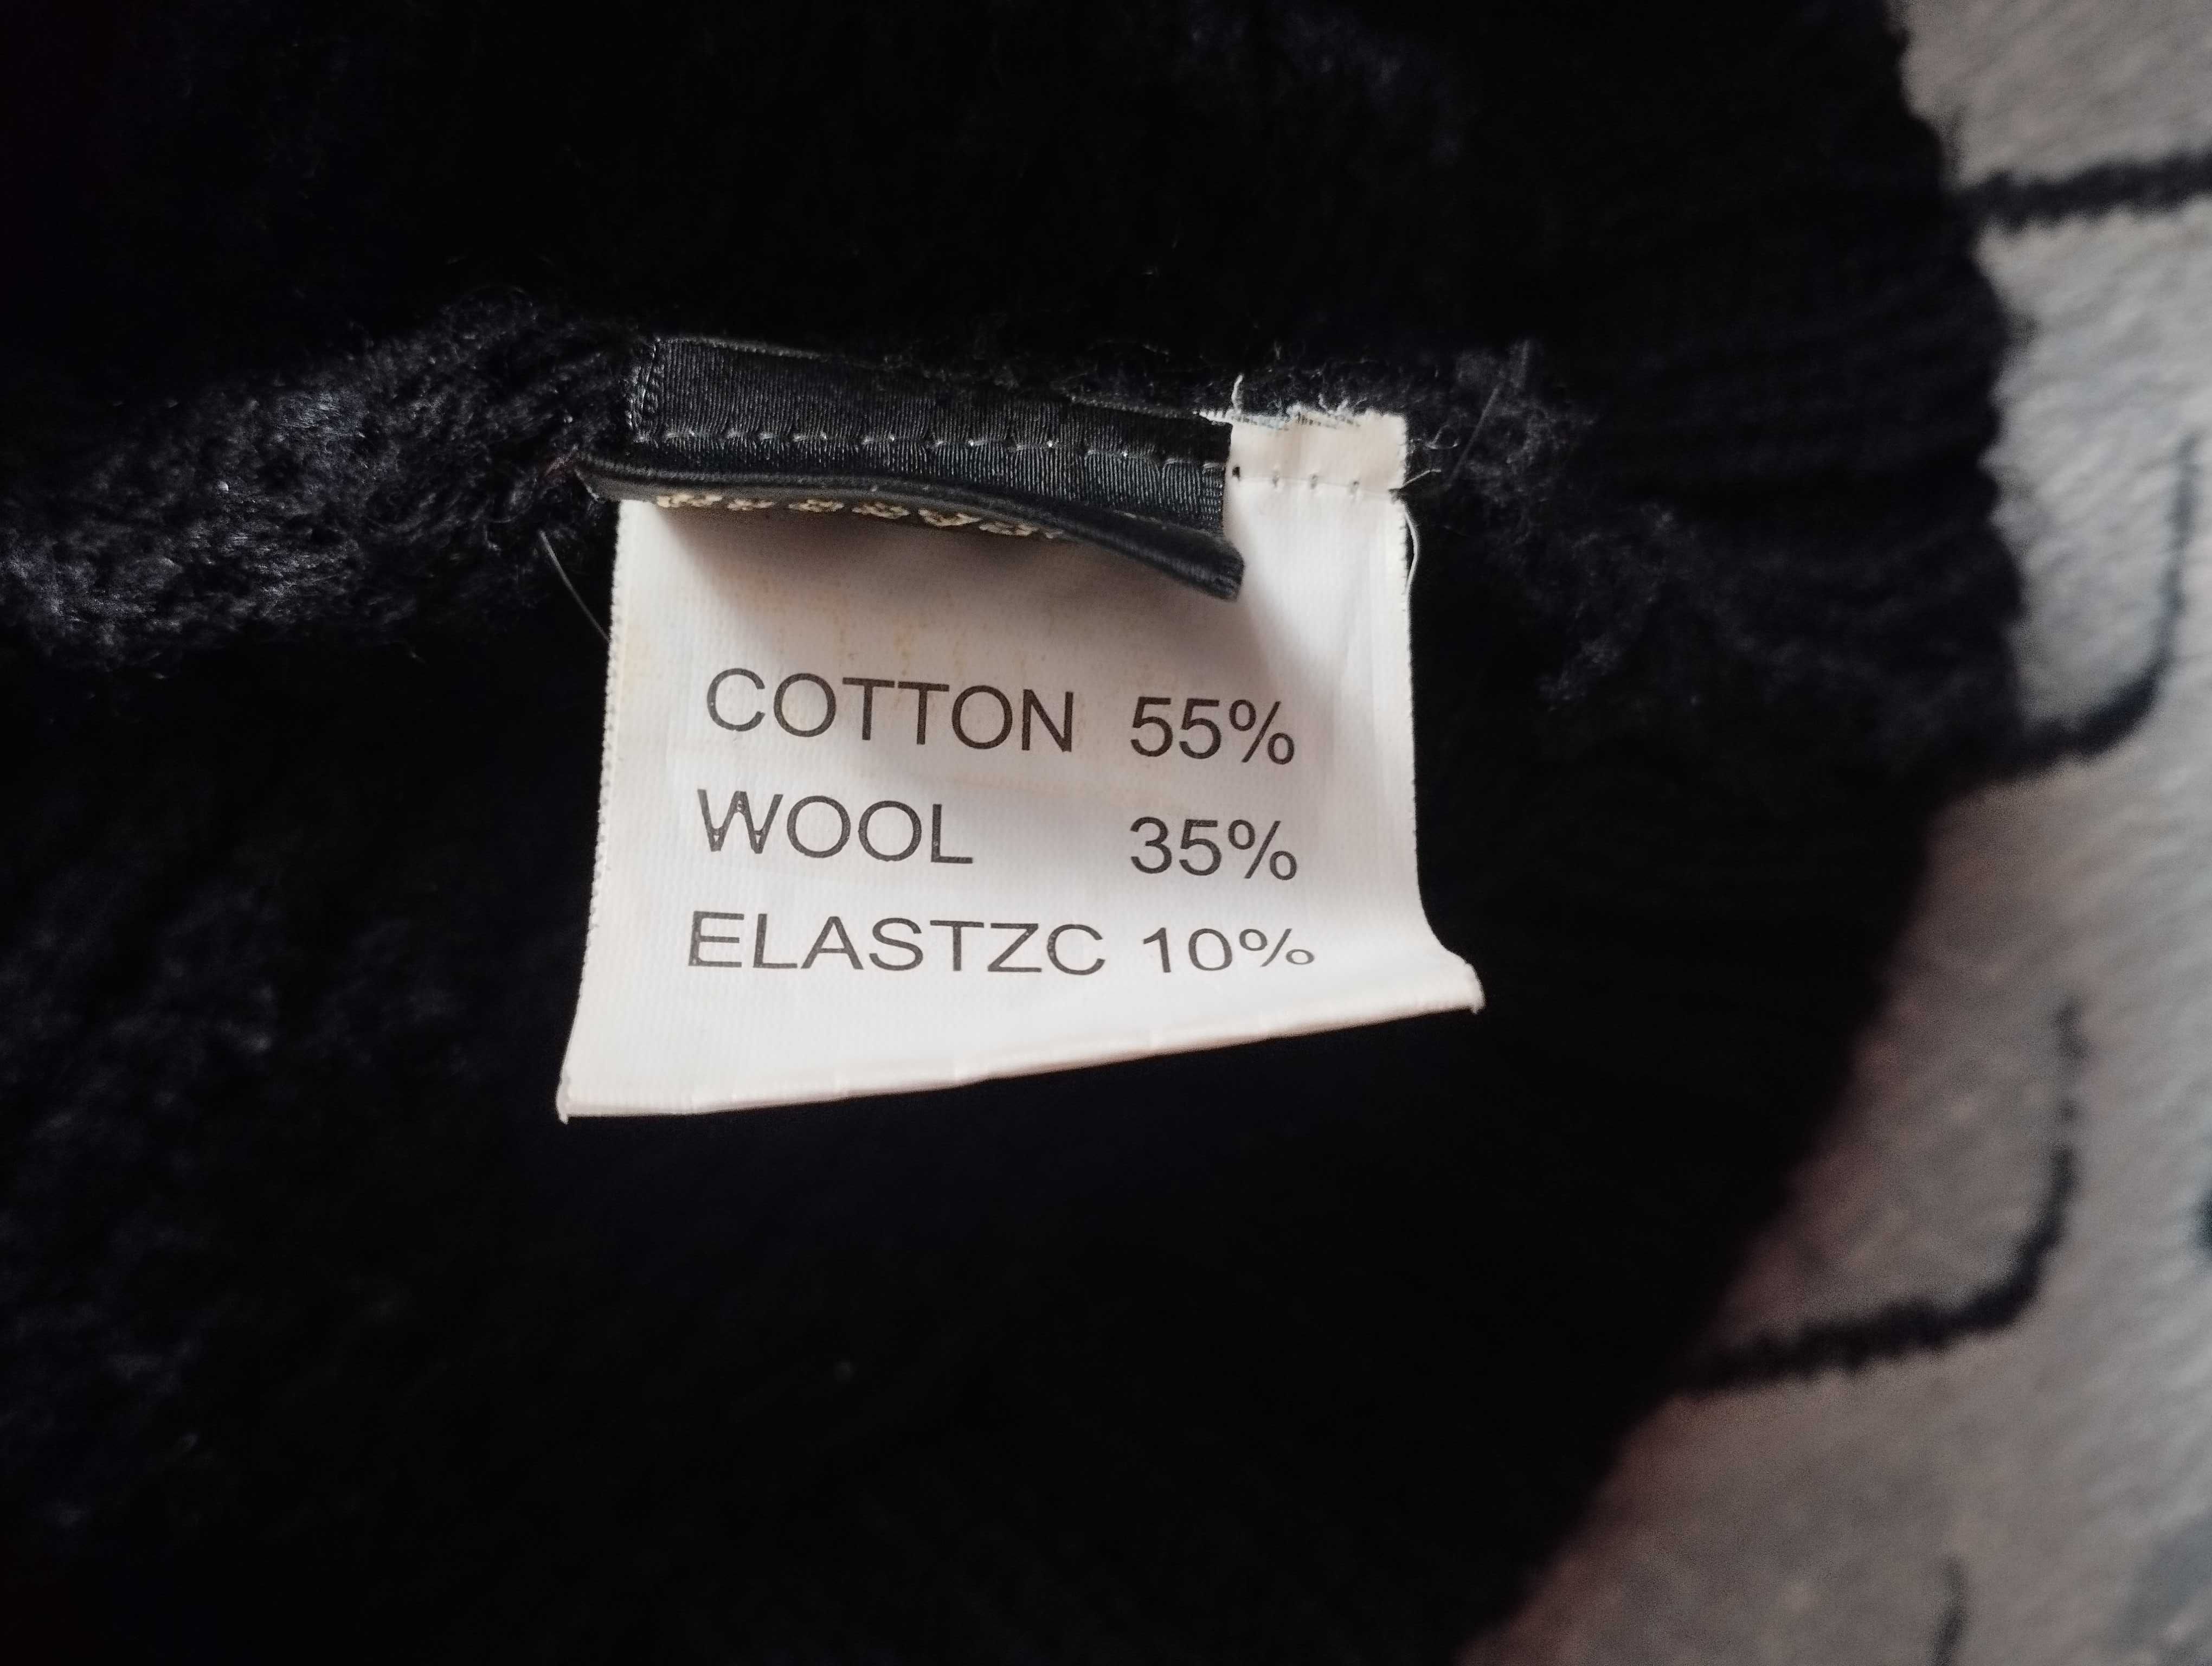 COTTON 55%
WOOL 35%
ELASTZC 10%